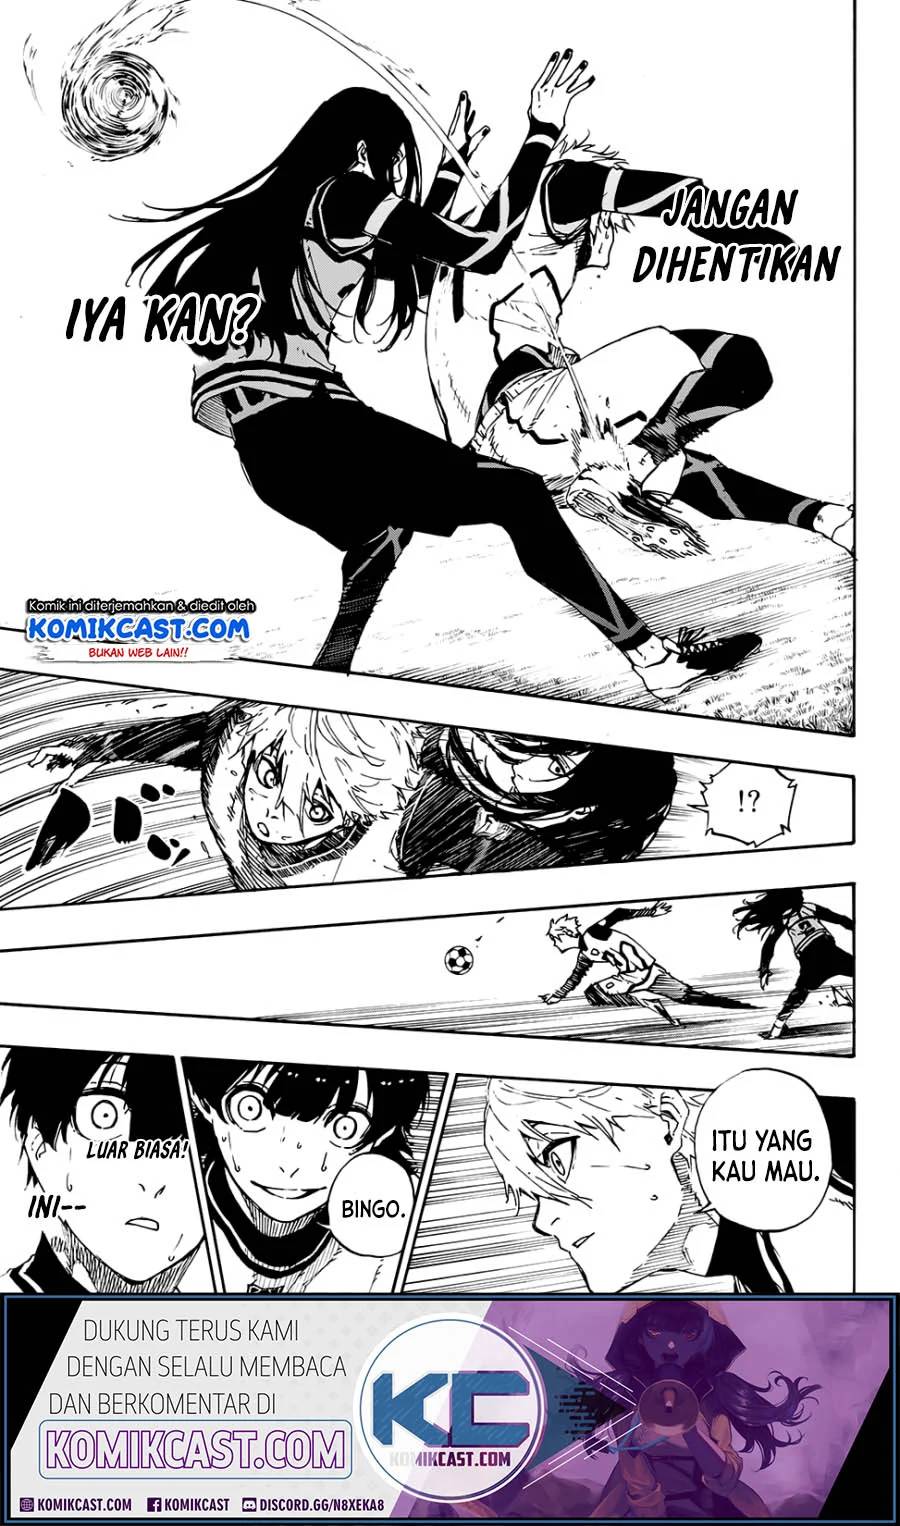 JANGAN
DIHENTIKAN
IYA KAN?
Komik ini diterjemahkan & diedit oleh
KOMIKCAST.COM
BUKAN WEB LAIN!!
!?
バッ
ITU YANG
KAU MAU.
BINGO.
LUAR BIASA!
INI--
DUKUNG TERUS KAMI
DENGAN SELALU MEMBACA
DAN BERKOMENTAR DI
KOMIKCAST.COM
KC
KOMIKCAST.COM
KOMIKCAST.COM KOMIKCAST DISCORD.GG/N8XEKA8